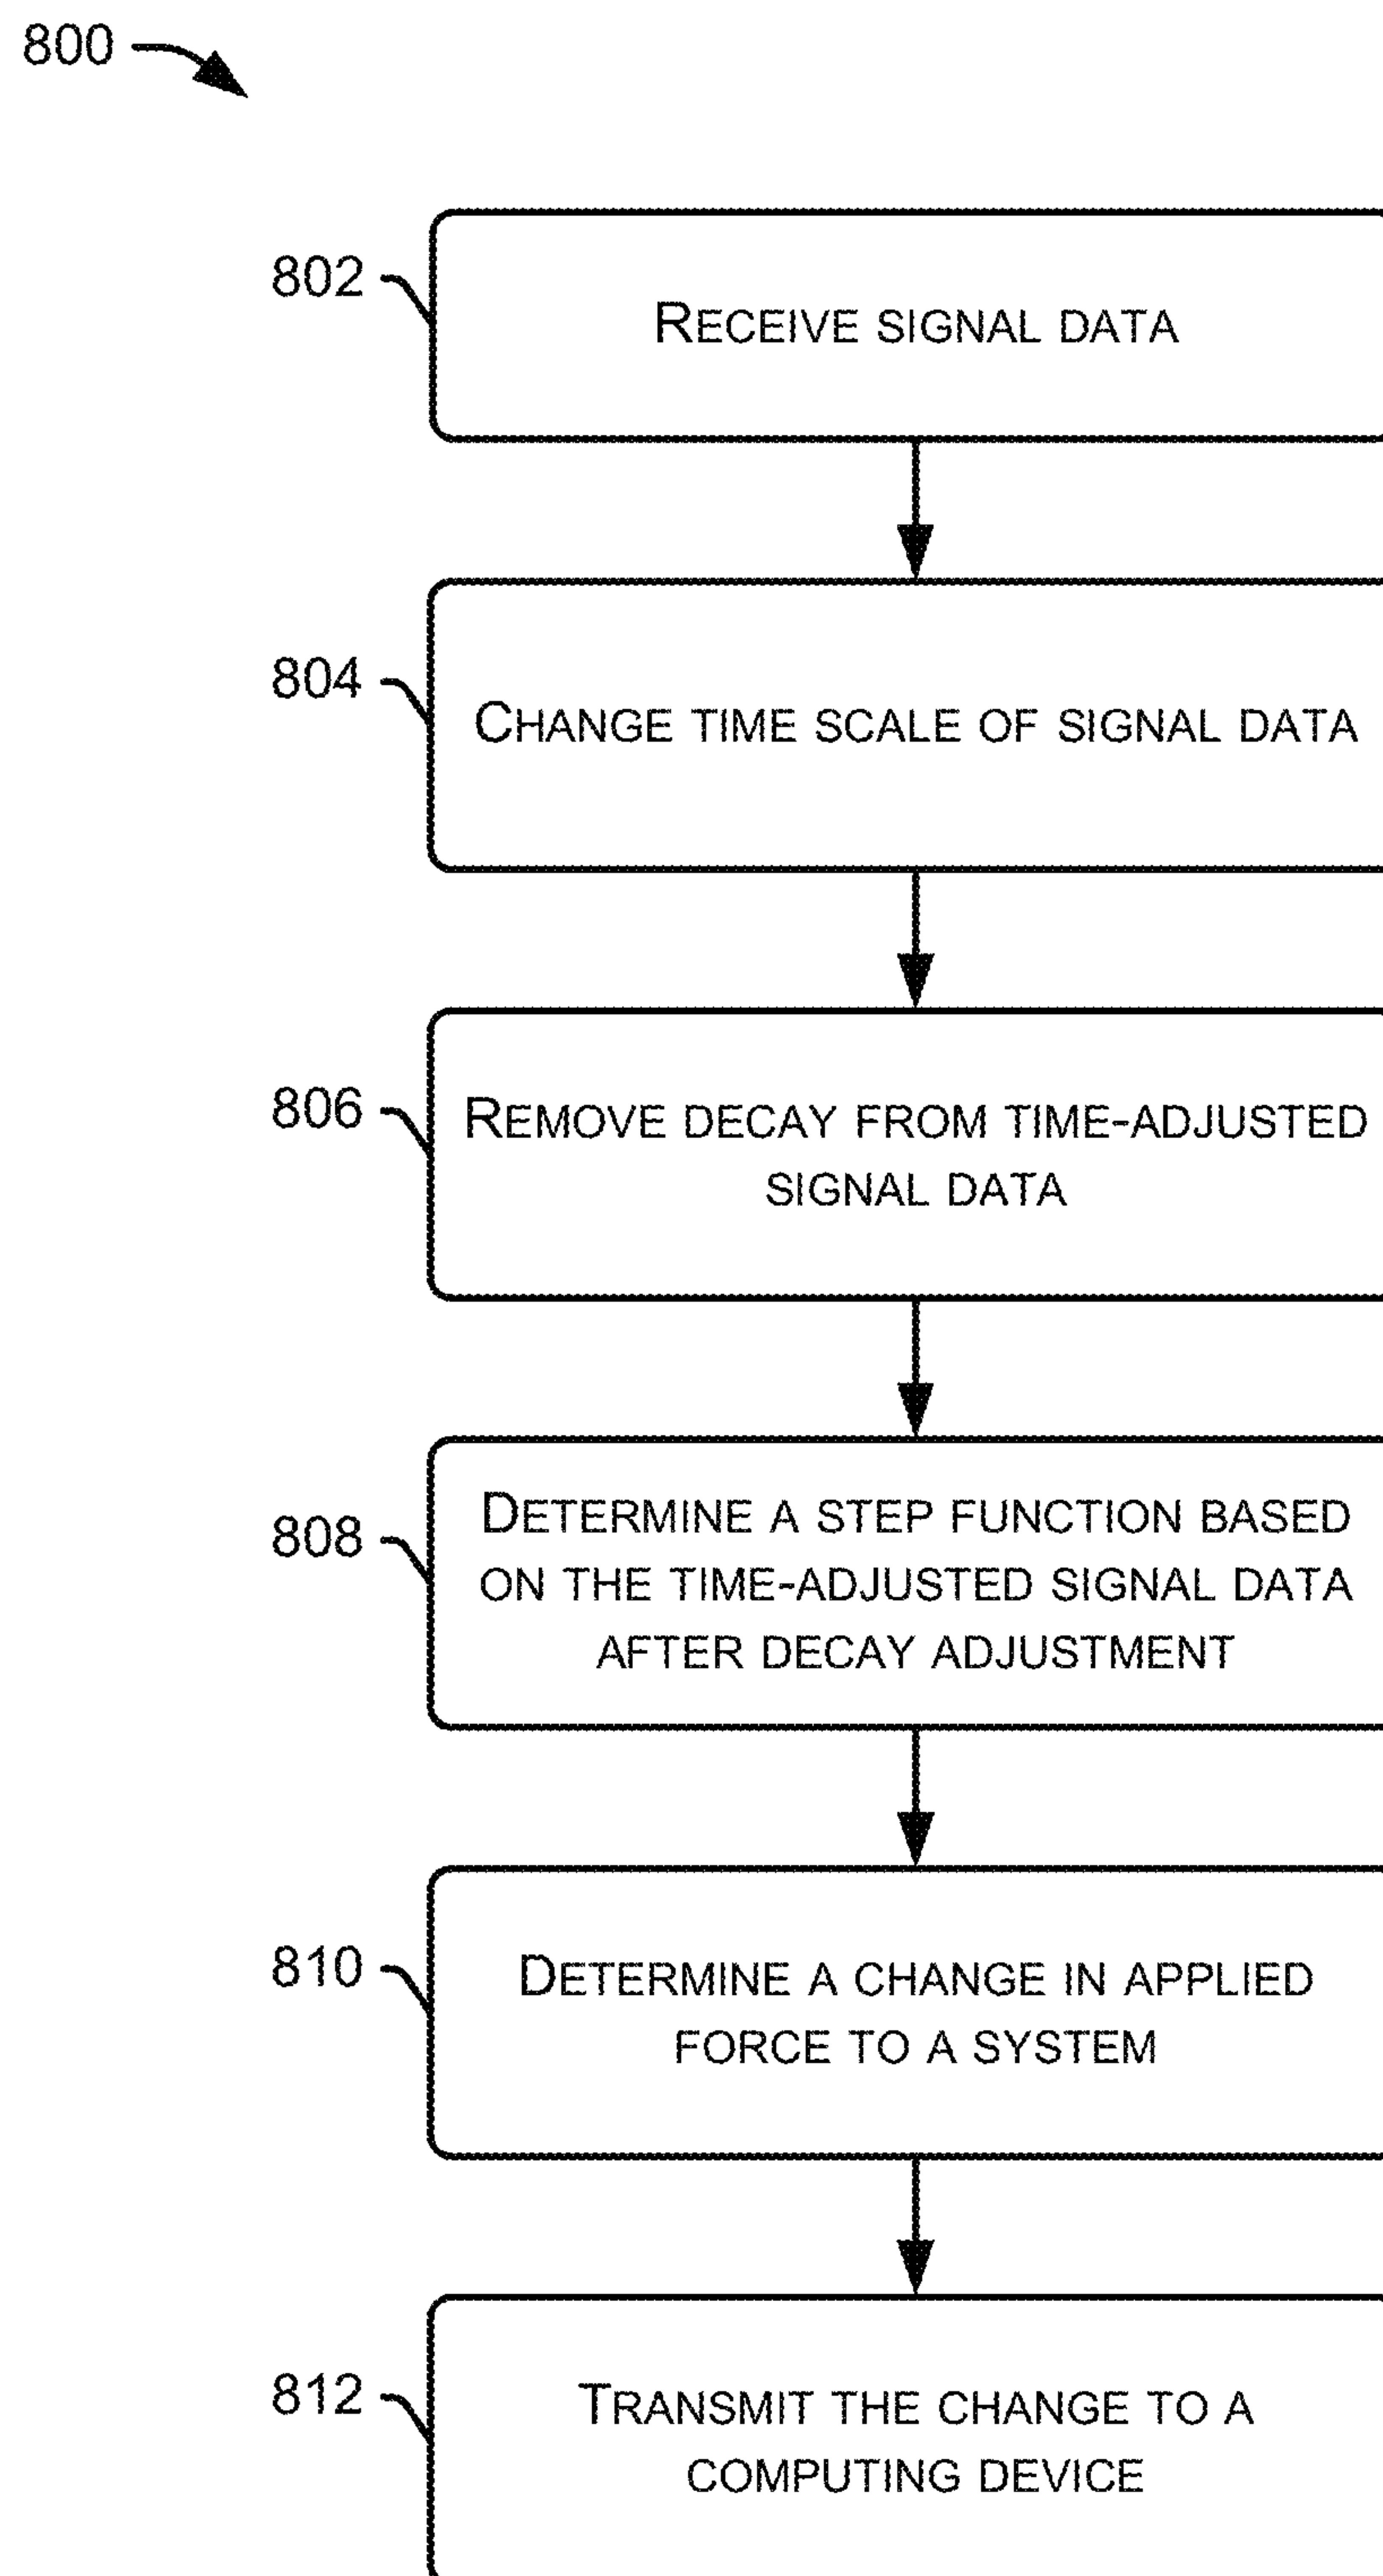 800
802
RECEIVE SIGNAL DATA
804
CHANGE TIME SCALE OF SIGNAL DATA
806
REMOVE DECAY FROM TIME-ADJUSTED
SIGNAL DATA
808
DETERMINE A STEP FUNCTION BASED
ON THE TIME-ADJUSTED SIGNAL DATA
AFTER DECAY ADJUSTMENT
810
DETERMINE A CHANGE IN APPLIED
FORCE TO A SYSTEM
812
TRANSMIT THE CHANGE TO A
COMPUTING DEVICE